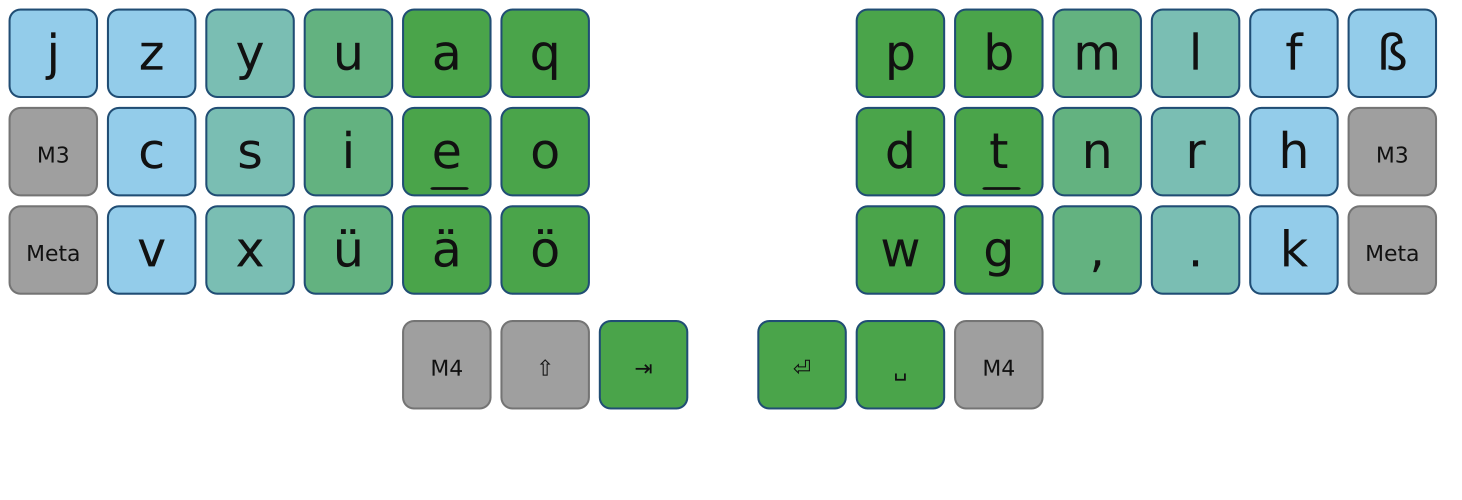 j z y u a q p b m l f ß
M3 c s i e o d t n r h M3
Meta v x ü ä ö w g , . k Meta
M4 ⇧ ⇥ ⏎ ␣ M4